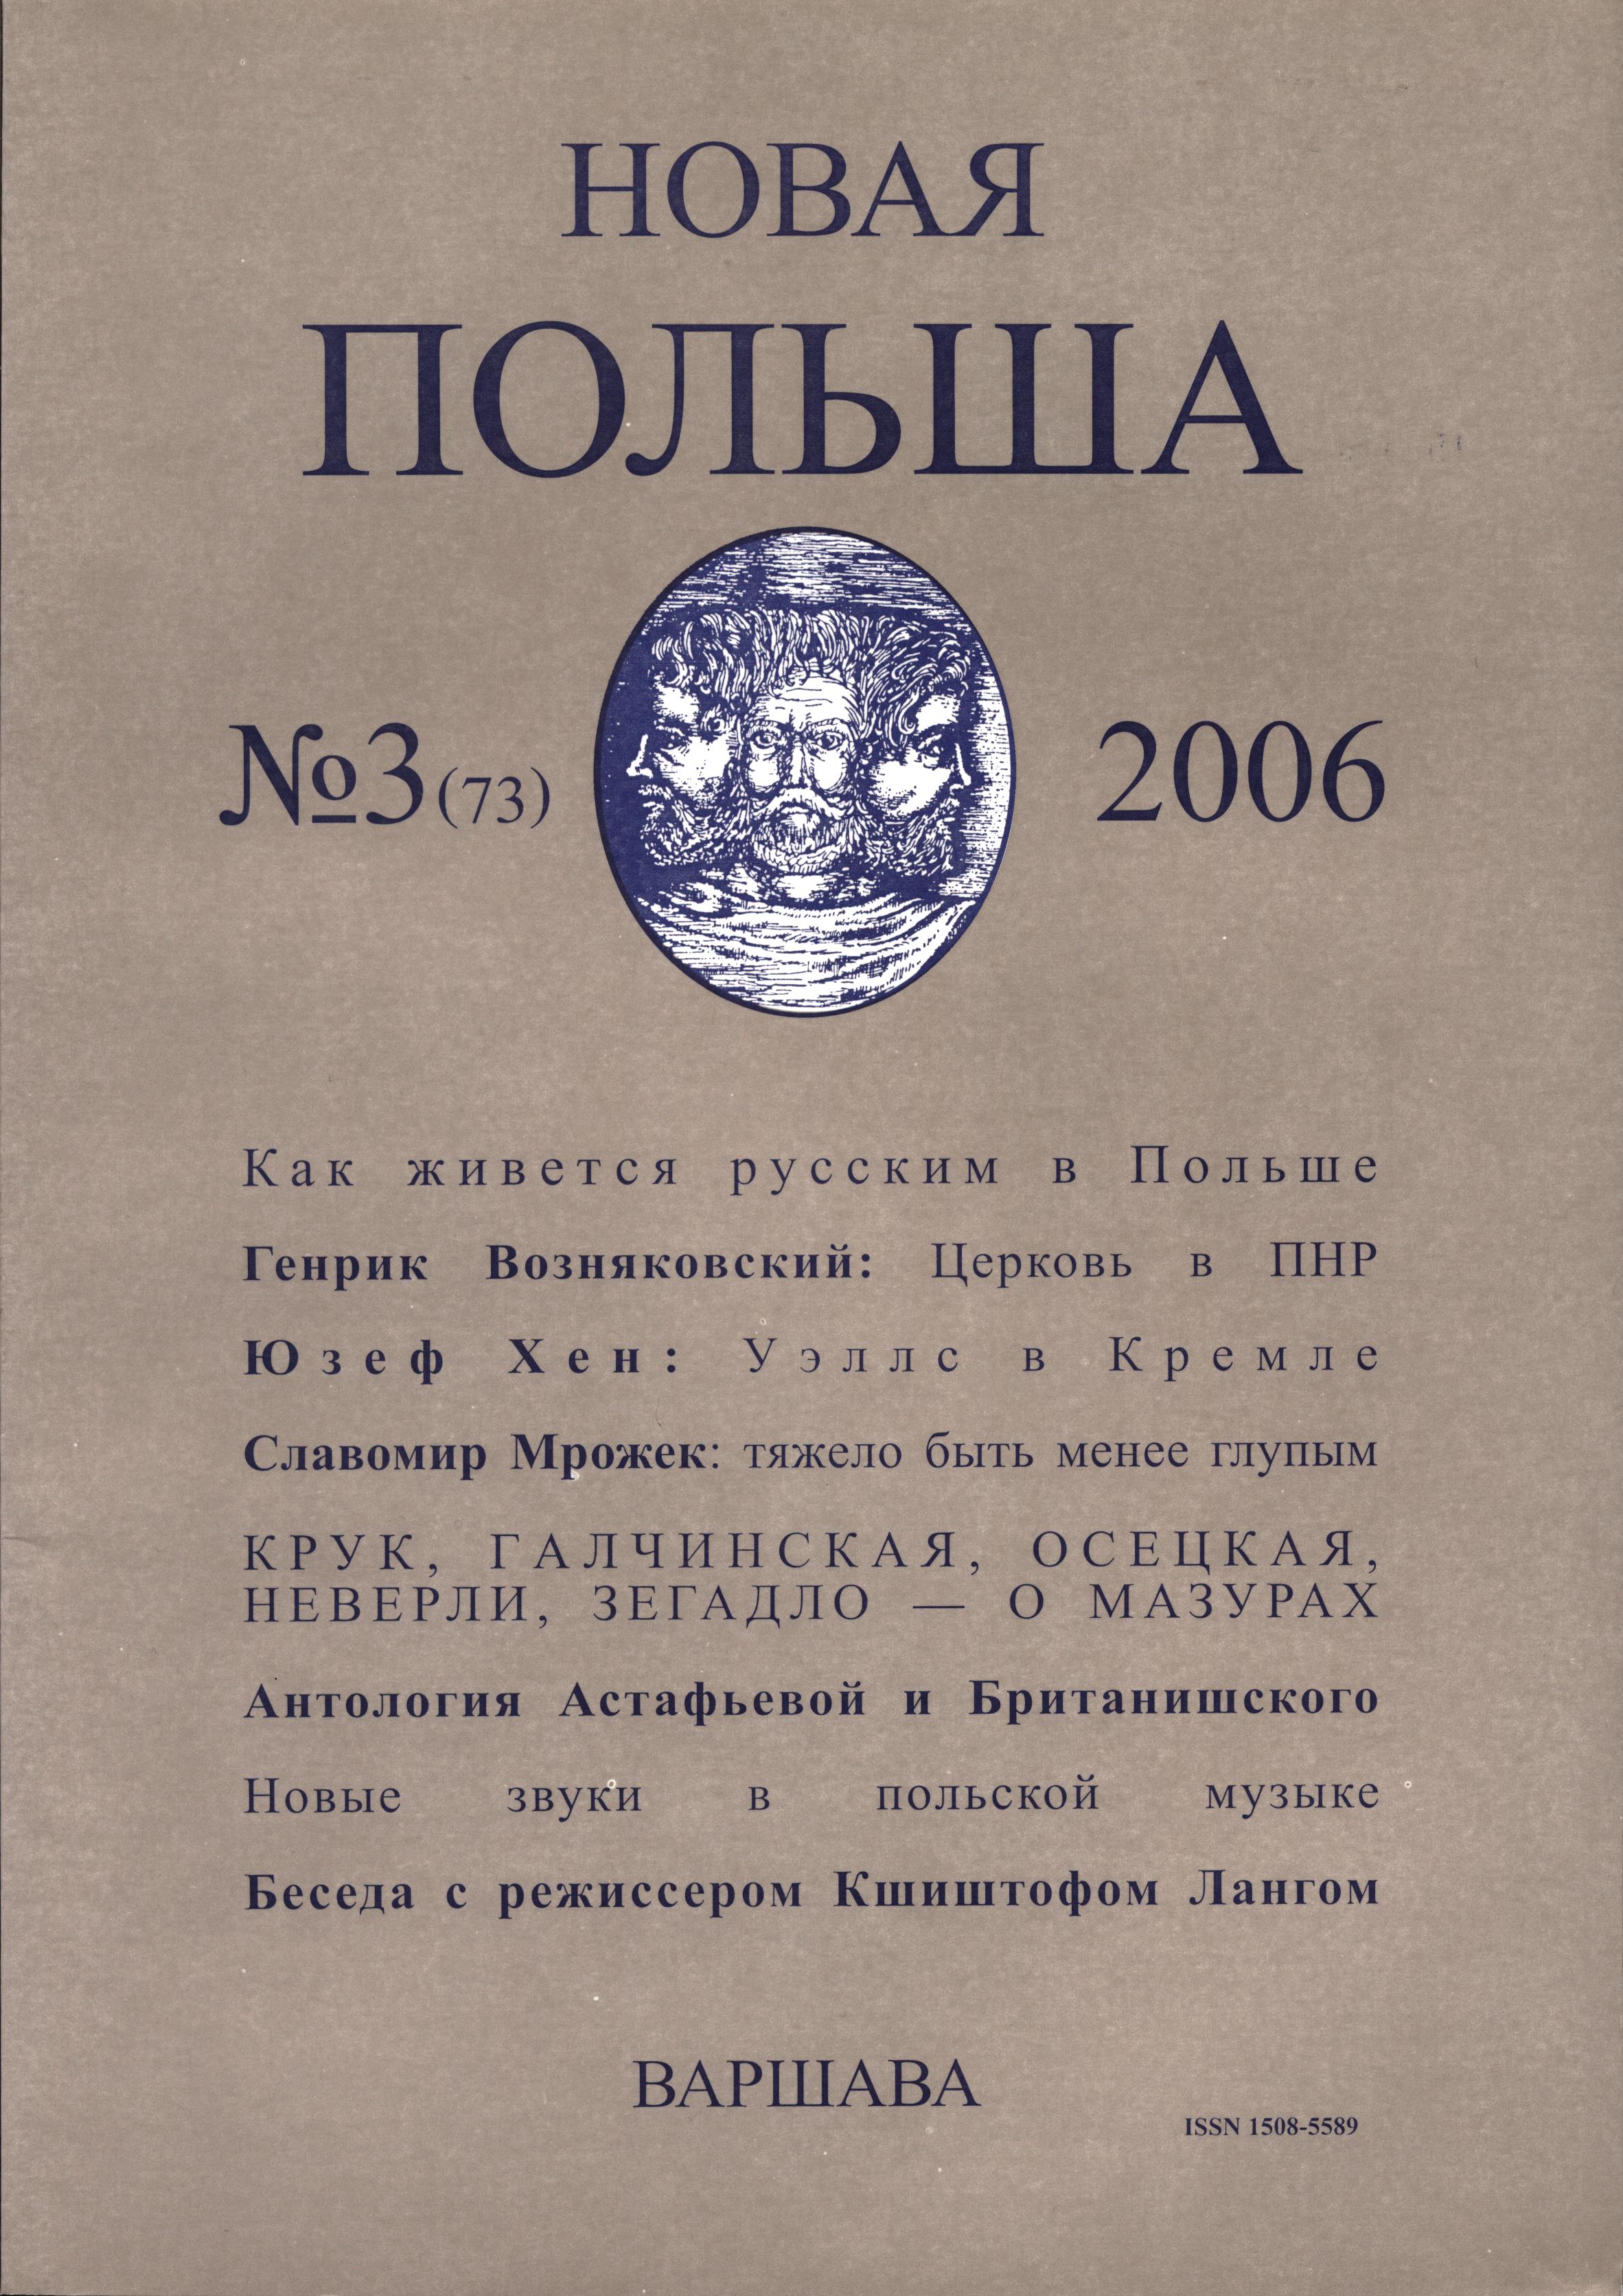 НОВАЯ
ПОЛЬША
№3(73)
2006
Как живется русским в Польше
Генрик Возняковский: Церковь в ПНР
Юзеф Хен: Уэллс в Кремле
Славомир Мрожек: тяжело быть менее глупым
КРУК, ГАЛЧИНСКАЯ, ОСЕЦКАЯ,
НЕВЕРЛИ, ЗЕГАДЛО — О МАЗУРАХ
Антология Астафьевой и Британишского
Новые звуки в польской музыке
Беседа с режиссером Кшиштофом Лангом
ВАРШАВА
ISSN 1508-5589